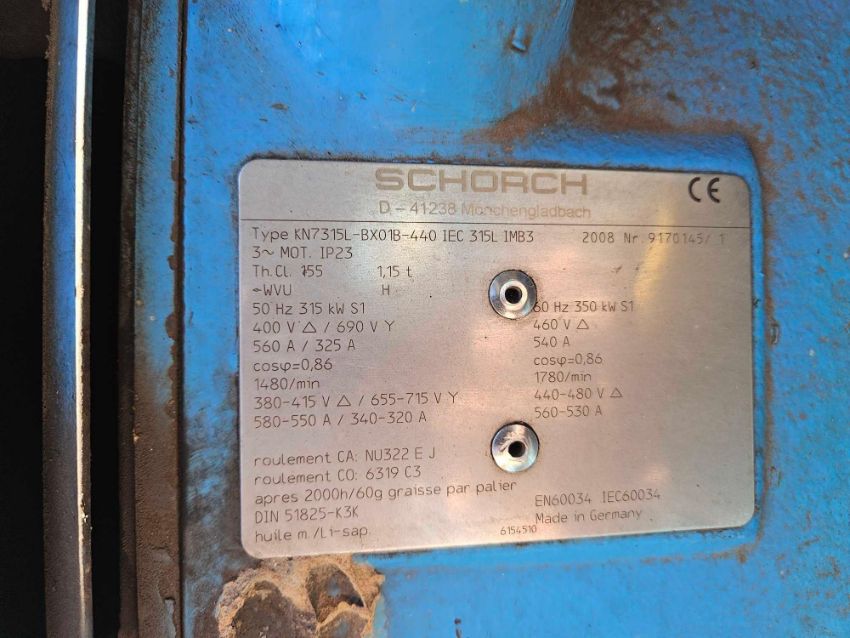 SCHORCH
CE
D - 41238 Mönchengladbach
Type KN7315L-BX01B-440 IEC 315L IMB3 2008 Nr. 9170145/ 1
3~ MOT. IP23
Th.Cl. 155 1,15 t
←WVU H
50 Hz 315 kW S1 60 Hz 350 kW S1
400 V △ / 690 V Y 460 V △
560 A / 325 A 540 A
cosφ=0,86 cosφ=0,86
1480/min 1780/min
380-415 V △ / 655-715 V Y 440-480 V △
580-550 A / 340-320 A 560-530 A
roulement CA: NU322 E J
roulement CO: 6319 C3
apres 2000h/60g graisse par palier
DIN 51825-K3K EN60034 IEC60034
huile m./Li-sap. 6154510 Made in Germany